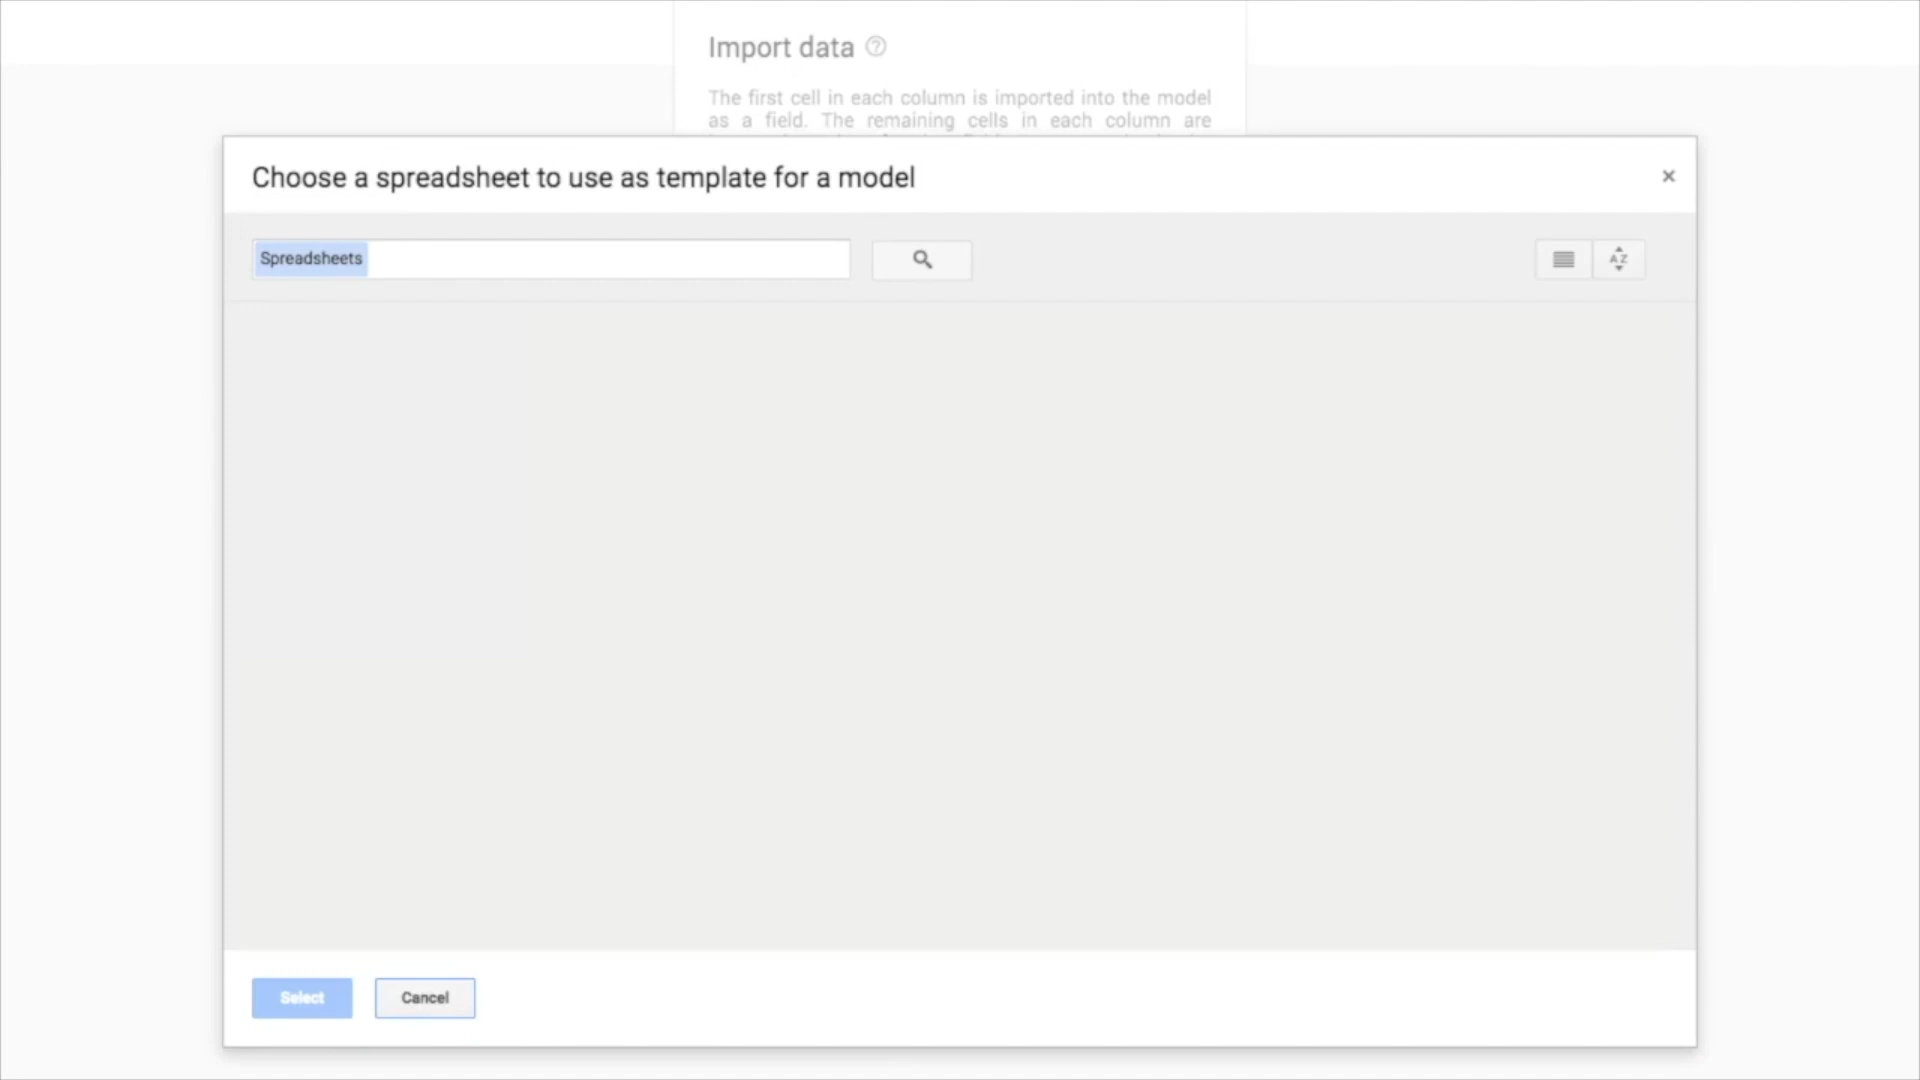 Import data
The first cell in each column is imported into the model
as a field. The remaining cells in each column are
Choose a spreadsheet to use as template for a model
Spreadsheets
AZ
Select
Cancel